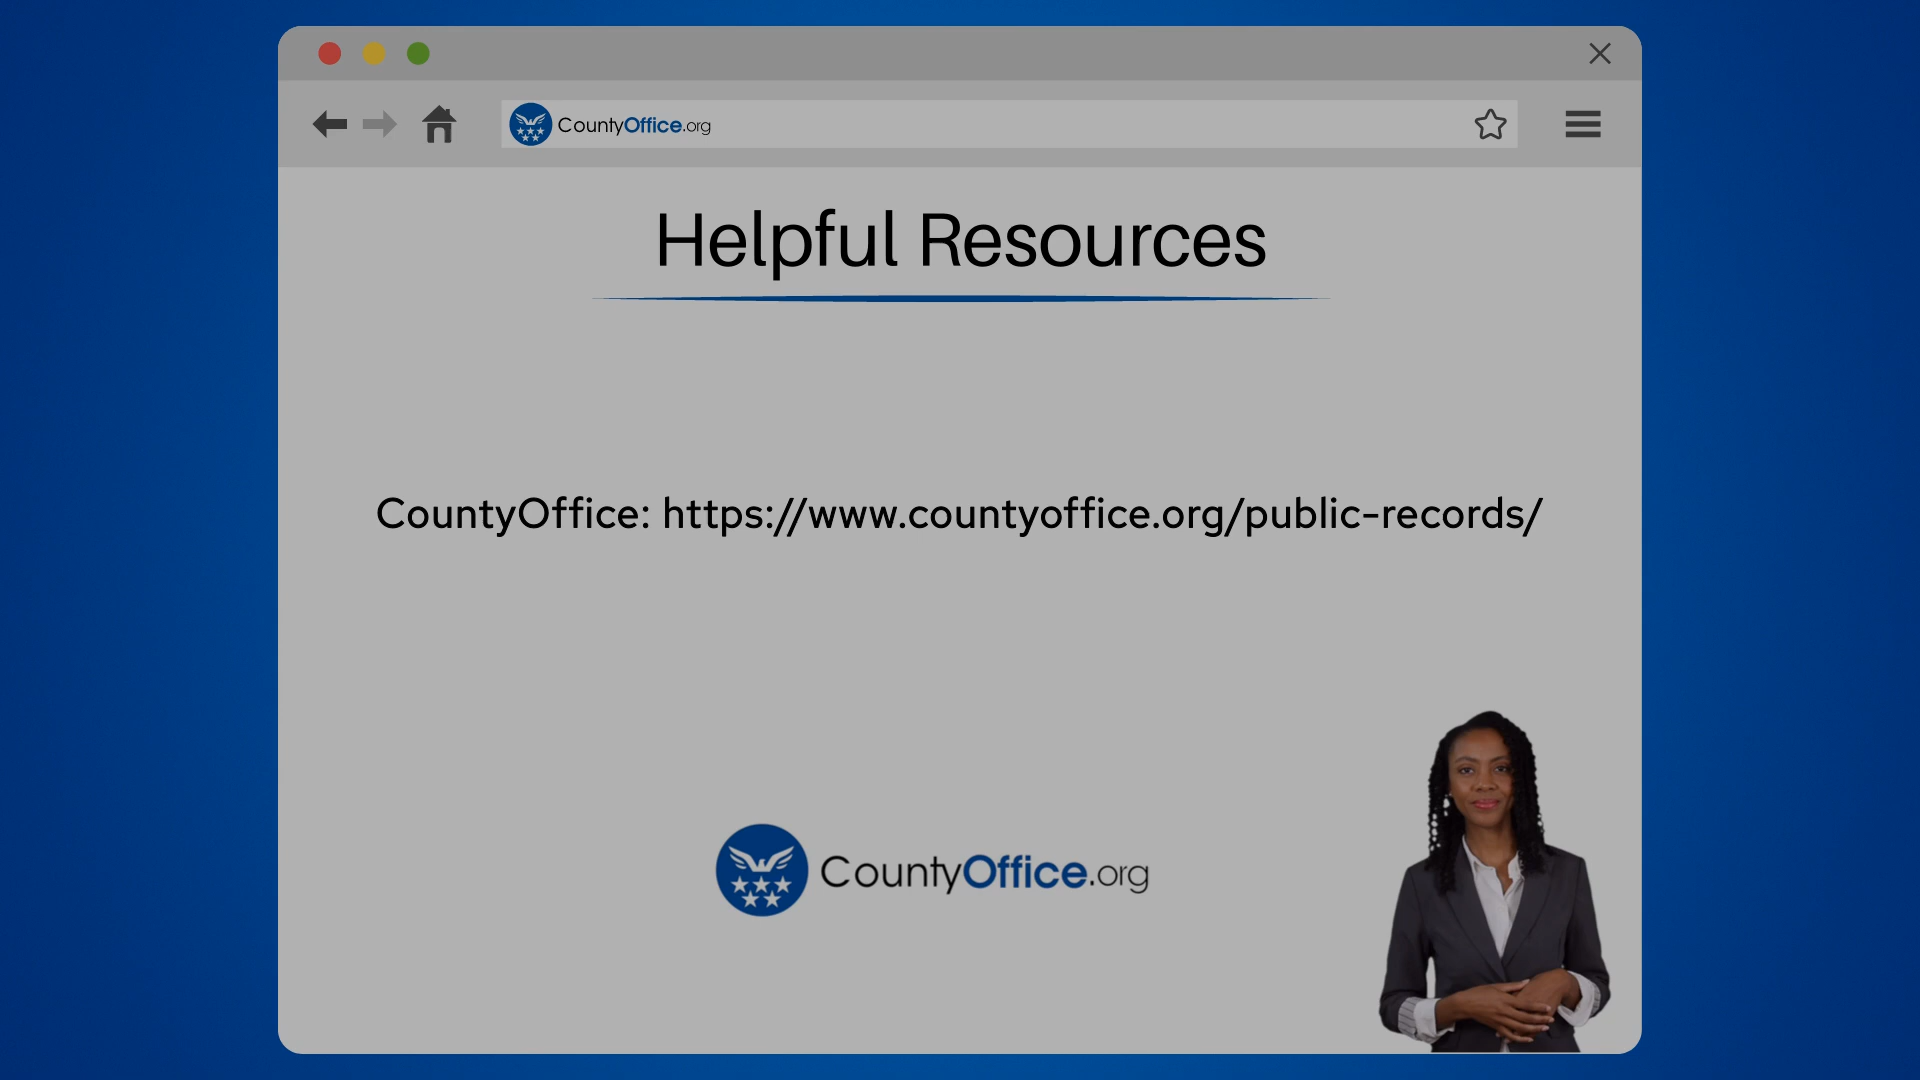 CountyOffice.org
Helpful Resources
CountyOffice: https://www.countyoffice.org/public-records/
CountyOffice.org